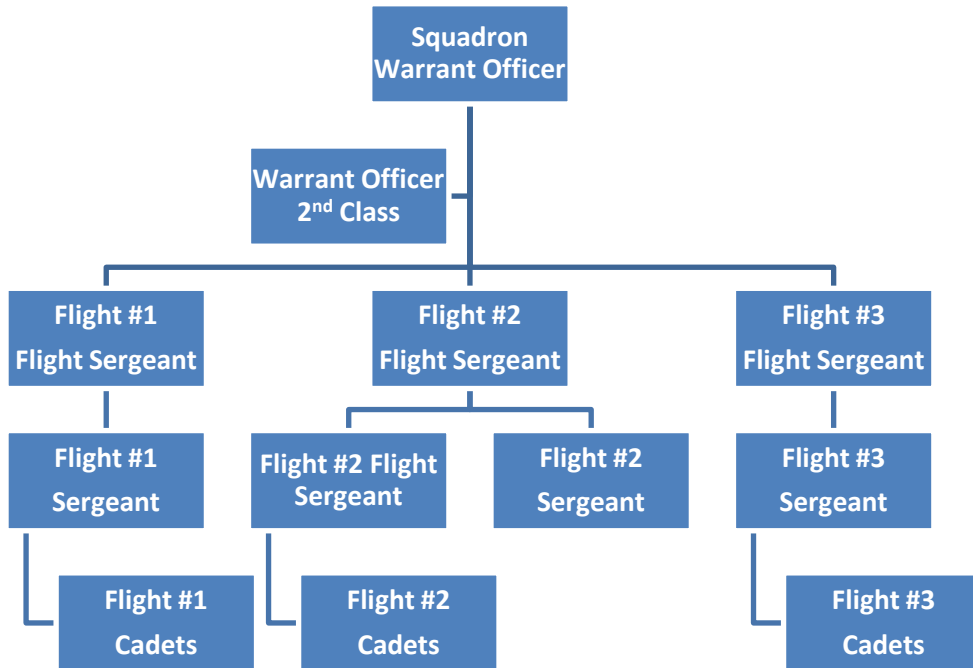 Squadron
Warrant Officer
Warrant Officer
2nd Class
Flight #1
Flight Sergeant
Flight #2
Flight Sergeant
Flight #3
Flight Sergeant
Flight #1
Sergeant
Flight #2 Flight
Sergeant
Flight #2
Sergeant
Flight #3
Sergeant
Flight #1
Cadets
Flight #2
Cadets
Flight #3
Cadets